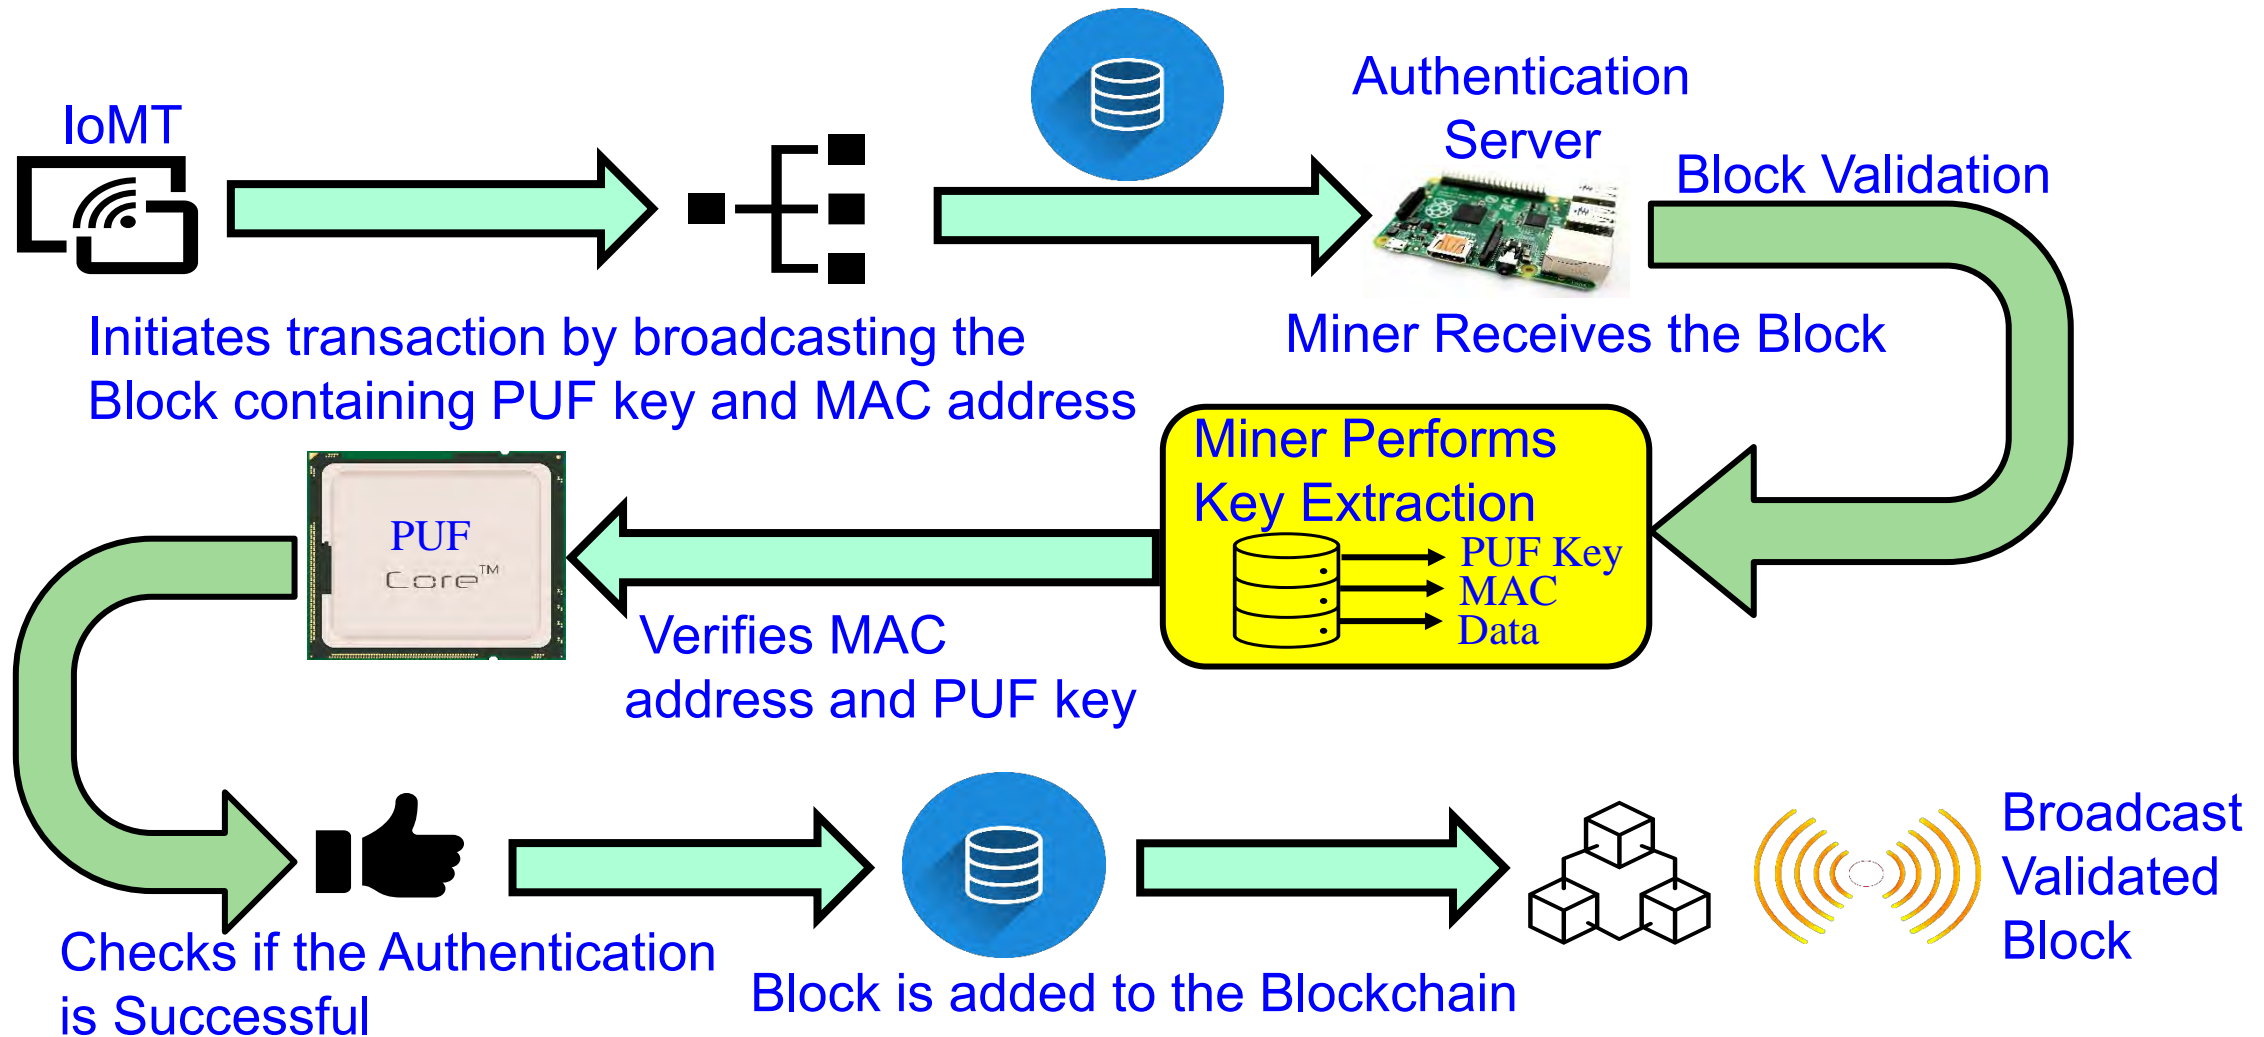 IoMT
Authentication
Server
Block Validation
Initiates transaction by broadcasting the
Block containing PUF key and MAC address
Miner Receives the Block
Miner Performs
Key Extraction
PUF Key
MAC
Data
PUF
Core™
Verifies MAC
address and PUF key
Checks if the Authentication
is Successful
Block is added to the Blockchain
Broadcast
Validated
Block